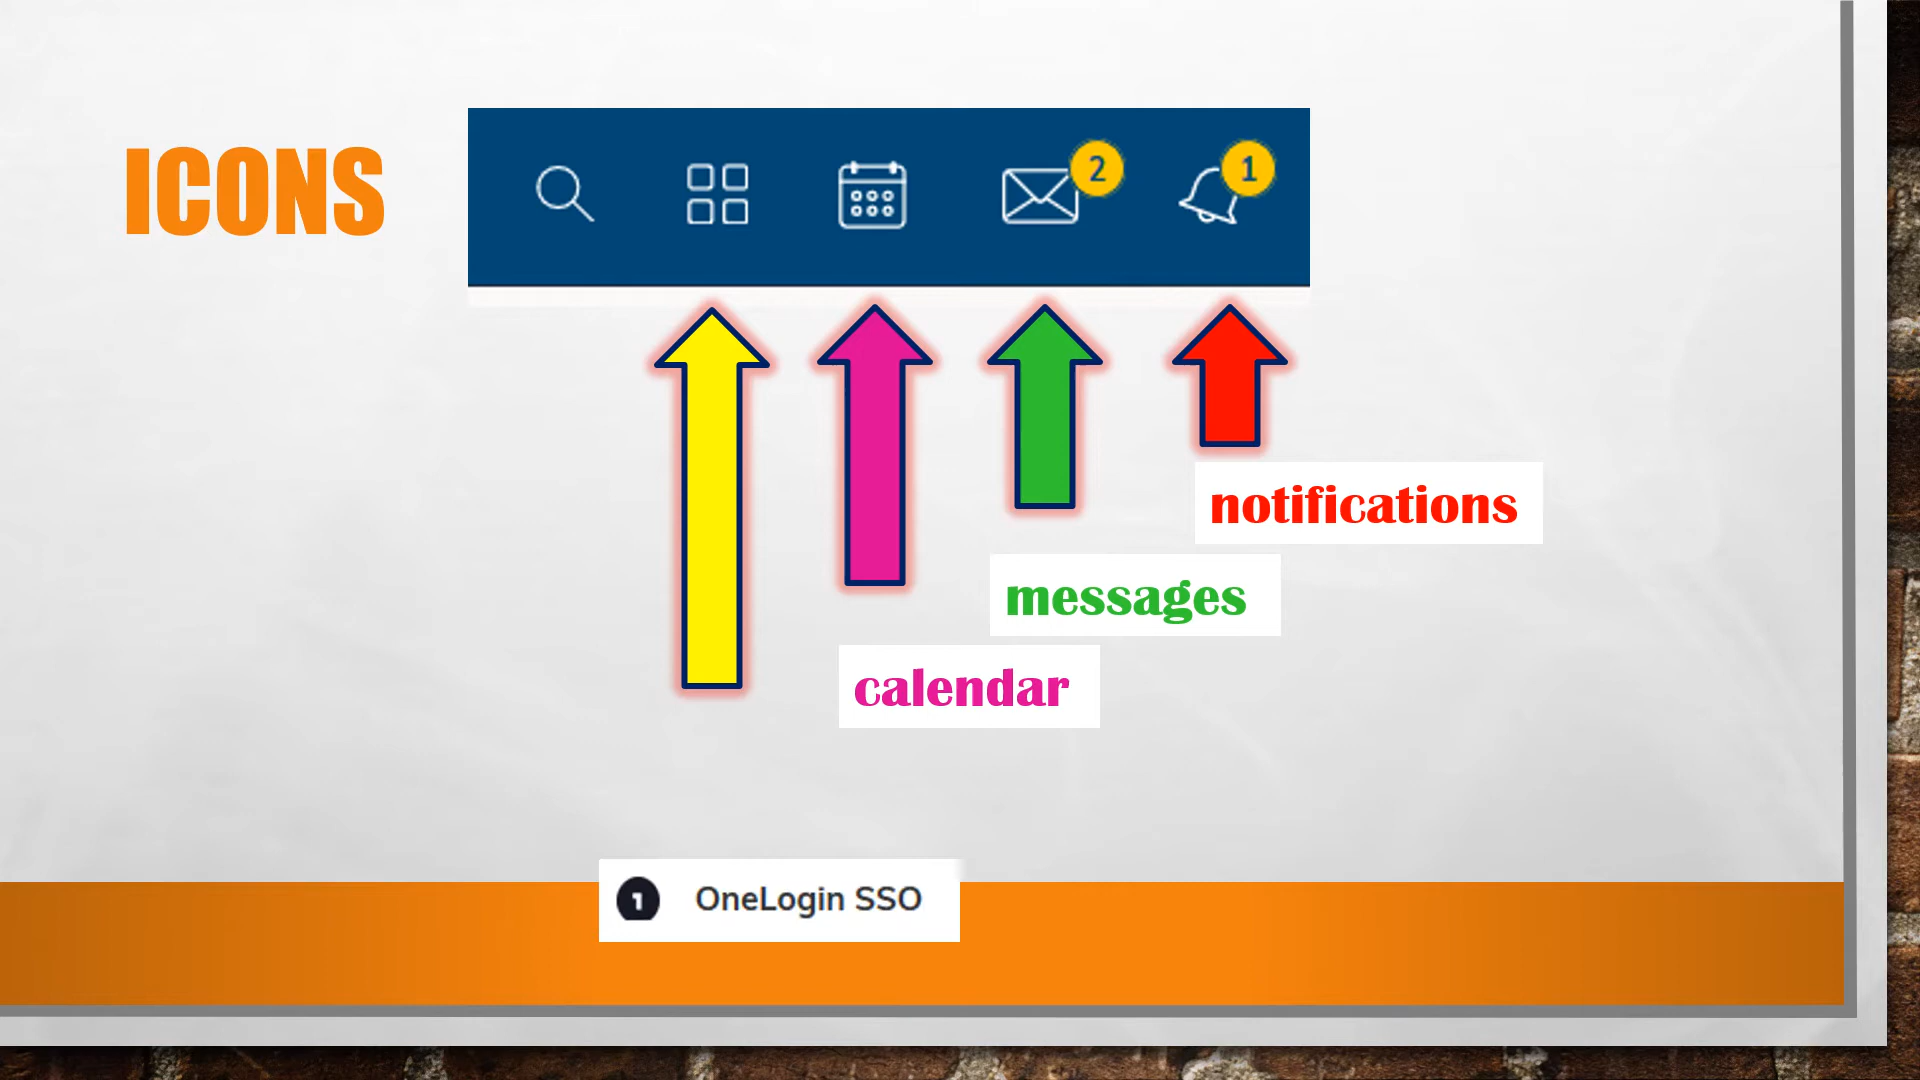 ICONS
2
1
notifications
messages
calendar
1 OneLogin SSO